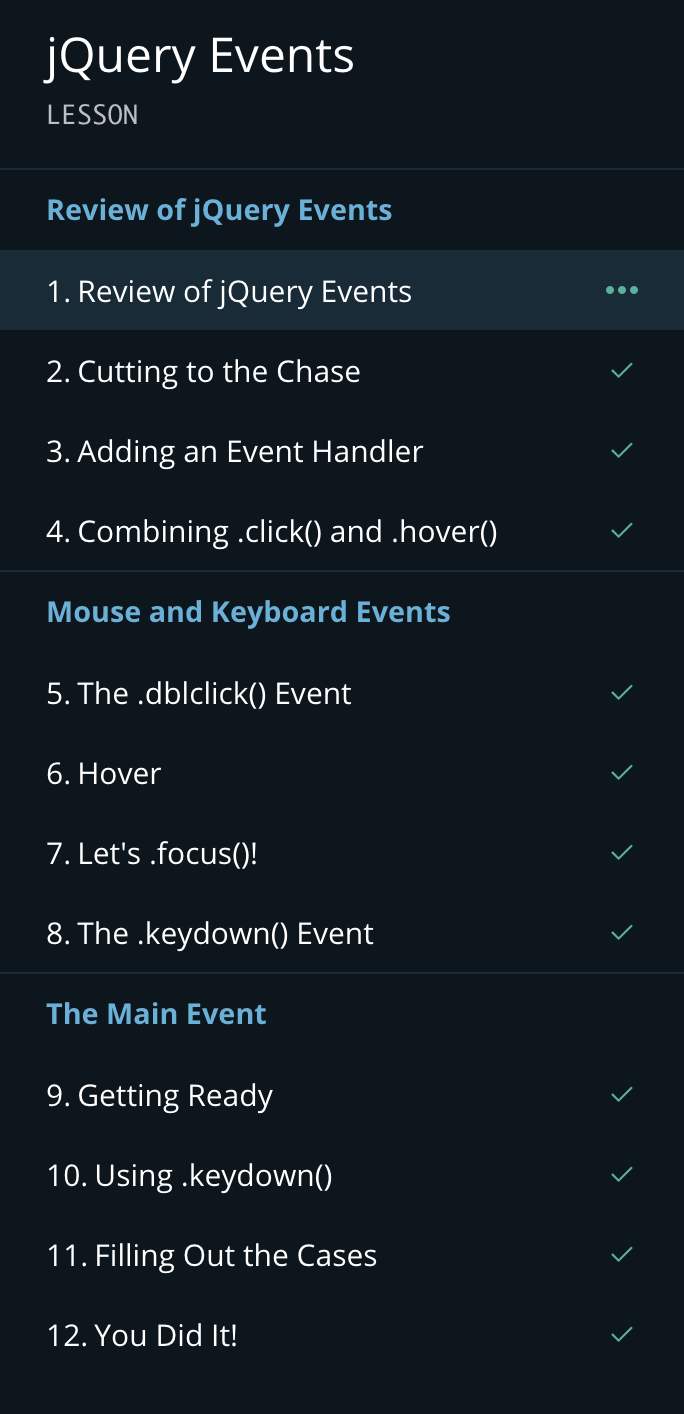 jQuery Events
LESSON
Review of jQuery Events
1. Review of jQuery Events
2. Cutting to the Chase
3. Adding an Event Handler
4. Combining .click() and .hover()
Mouse and Keyboard Events
5. The .dblclick() Event
6. Hover
7. Let's .focus()!
8. The .keydown() Event
The Main Event
9. Getting Ready
10. Using .keydown()
11. Filling Out the Cases
12. You Did It!